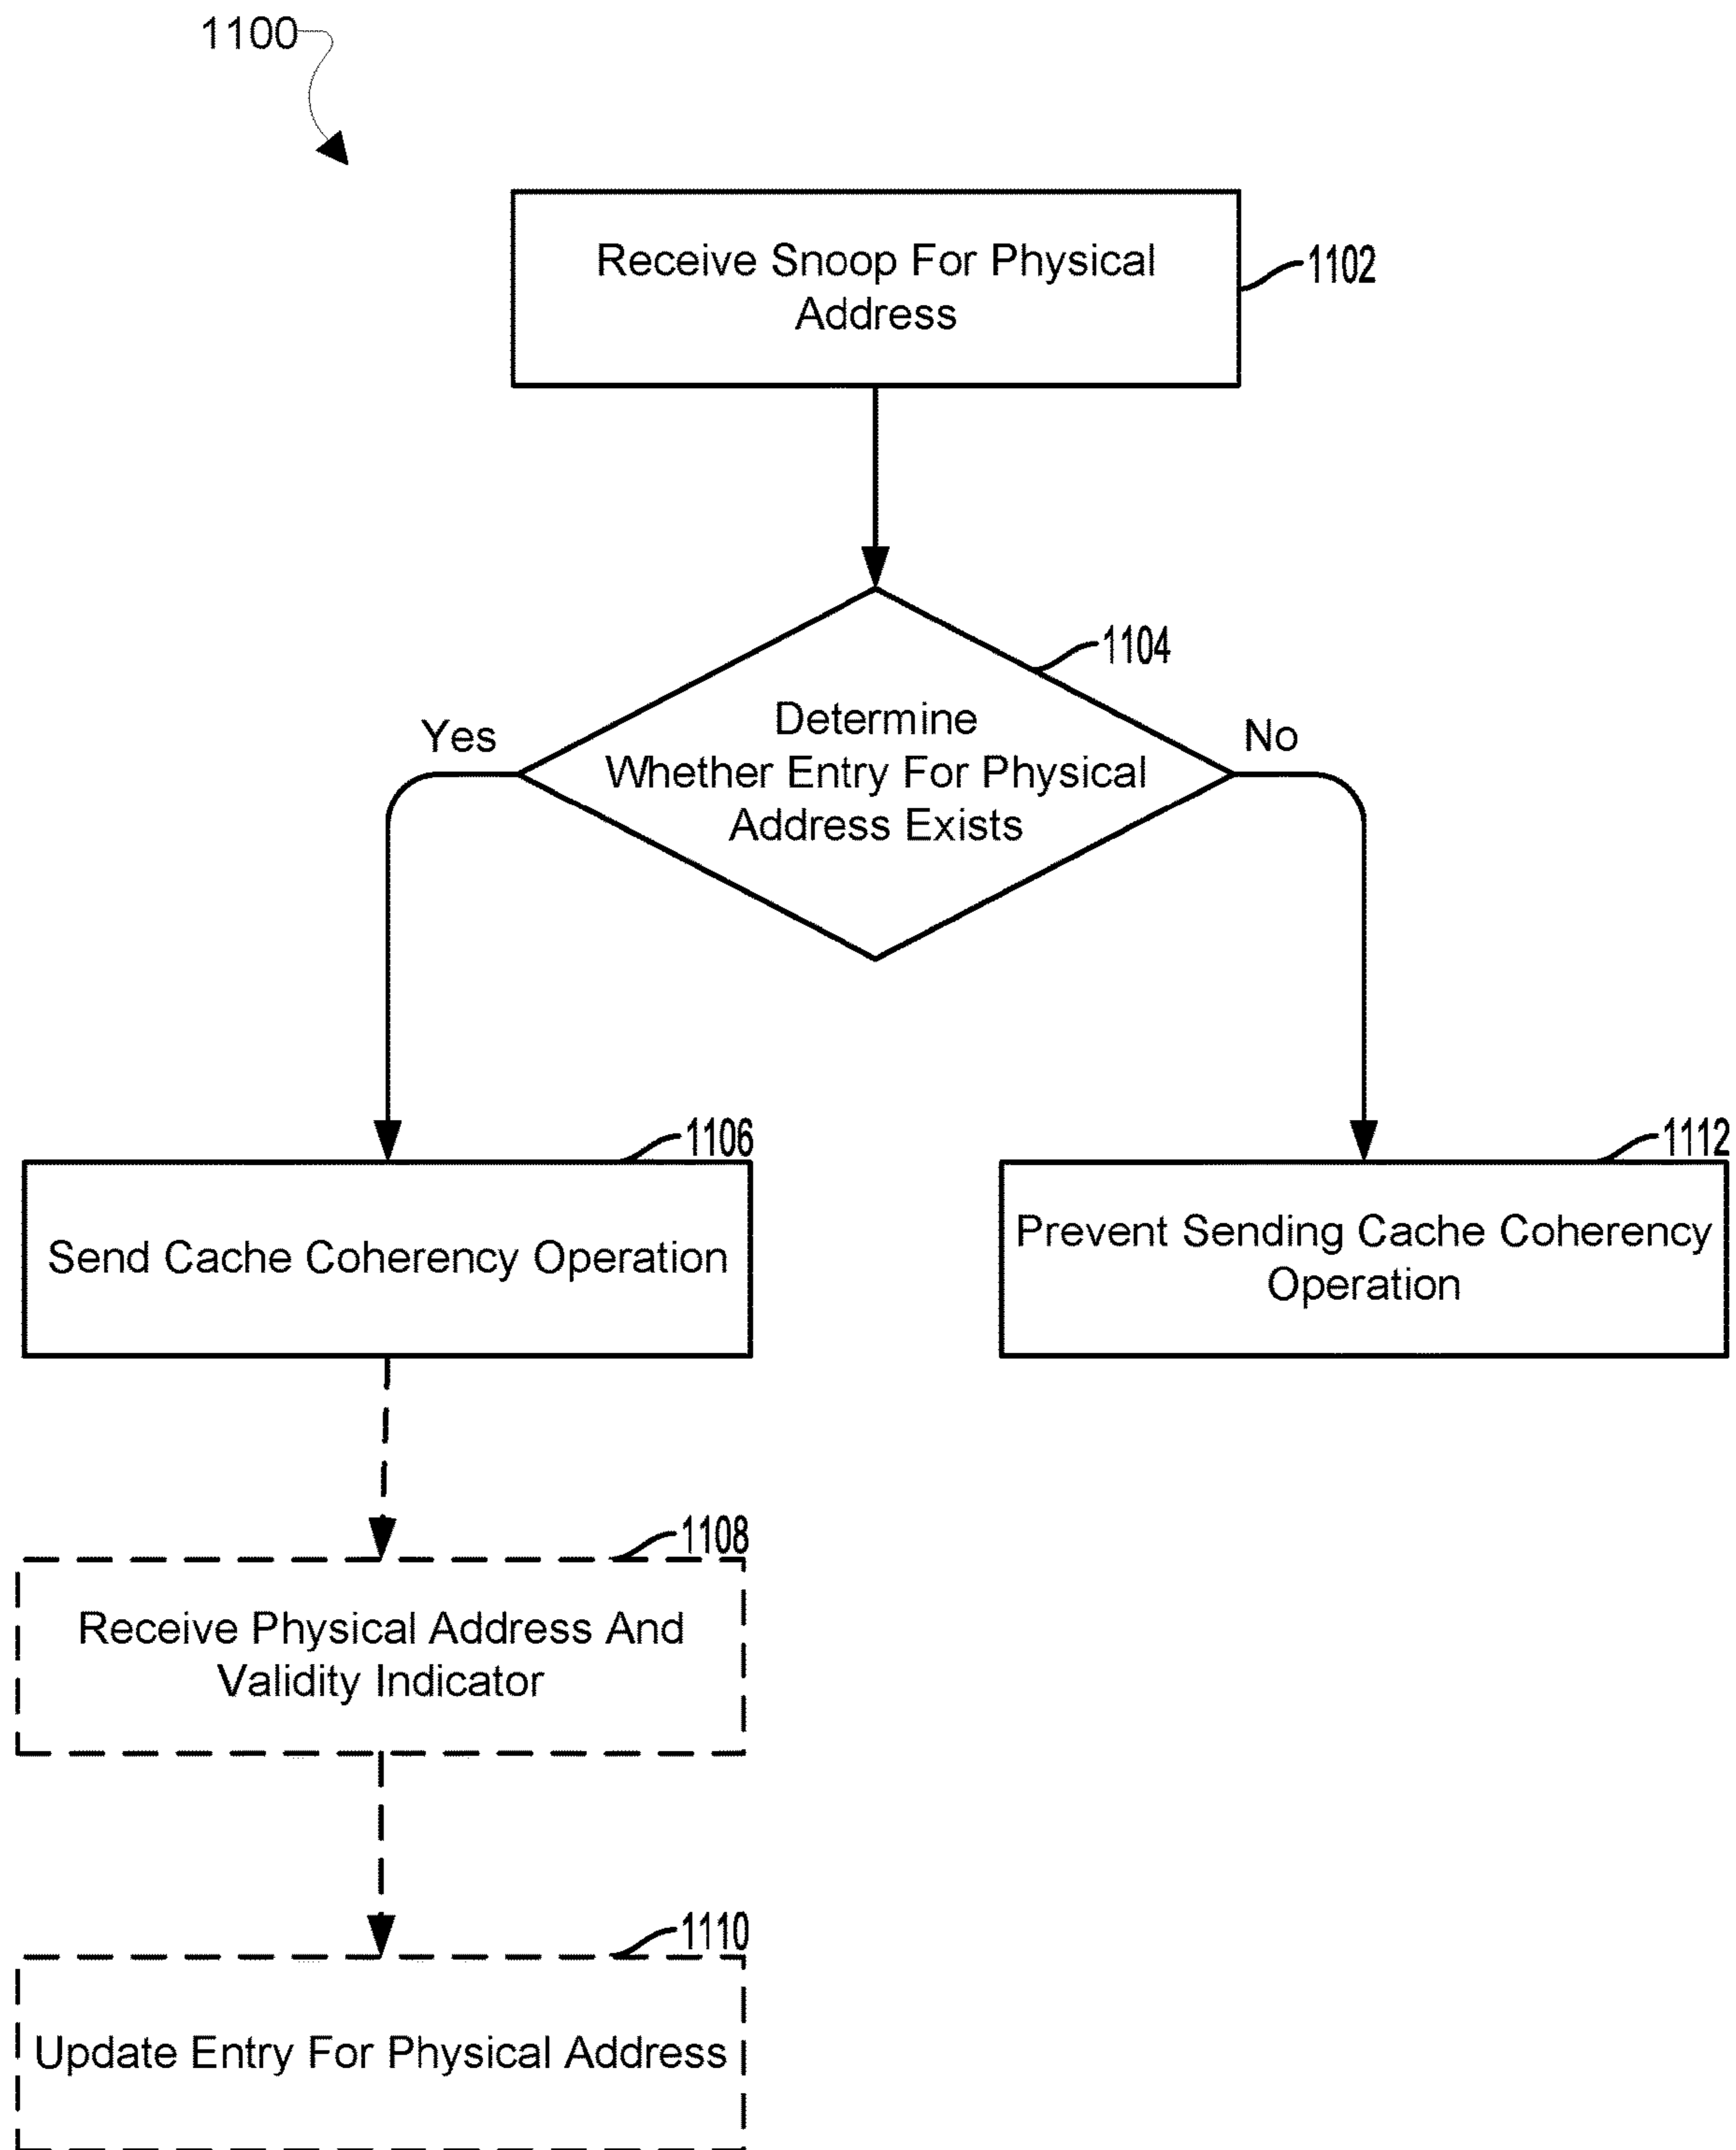 1100
Receive Snoop For Physical
Address
1102
1104
Determine
Whether Entry For Physical
Address Exists
Yes
No
1106
Send Cache Coherency Operation
1112
Prevent Sending Cache Coherency
Operation
1108
Receive Physical Address And
Validity Indicator
1110
Update Entry For Physical Address